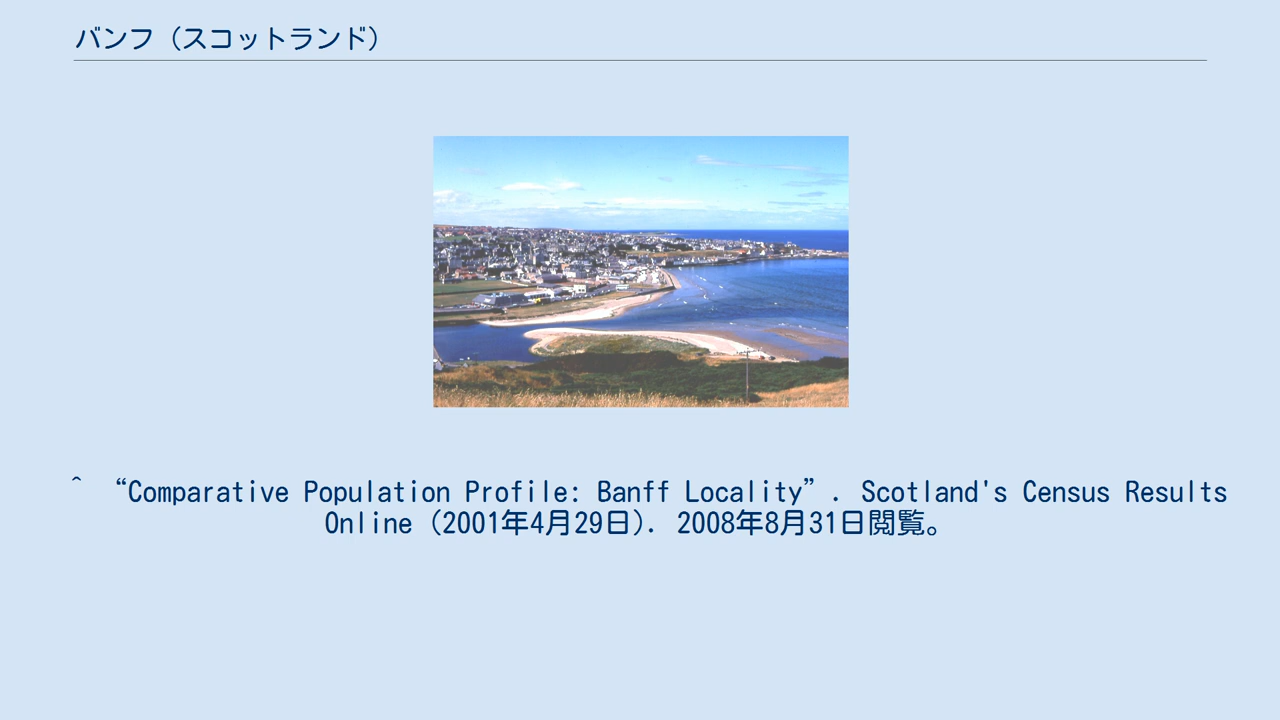 バンフ（スコットランド）
^ “Comparative Population Profile: Banff Locality”. Scotland's Census Results
Online (2001年4月29日). 2008年8月31日閲覧。